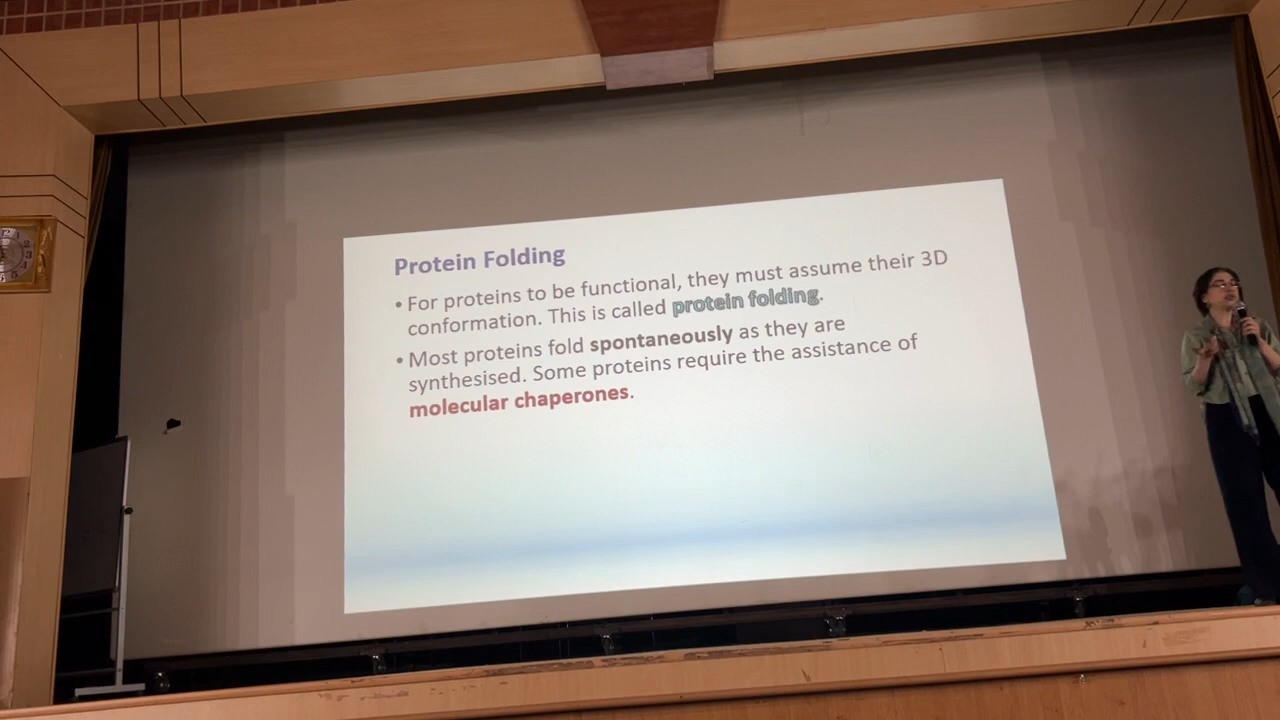 Protein Folding
• For proteins to be functional, they must assume their 3D
conformation. This is called protein folding.
• Most proteins fold spontaneously as they are
synthesised. Some proteins require the assistance of
molecular chaperones.